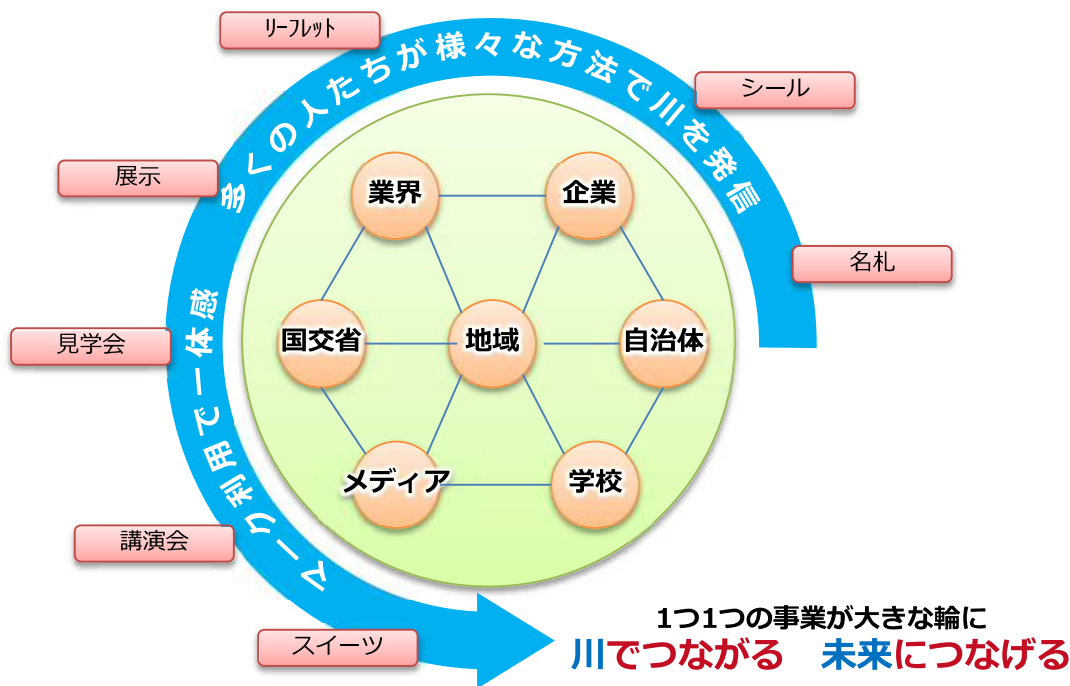 リーフレット
シール
展示
名札
見学会
講演会
スイーツ
マーク利用で一体感　多くの人たちが様々な方法で川を発信
業界
企業
国交省
地域
自治体
メディア
学校
1つ1つの事業が大きな輪に
川でつながる　未来につなげる